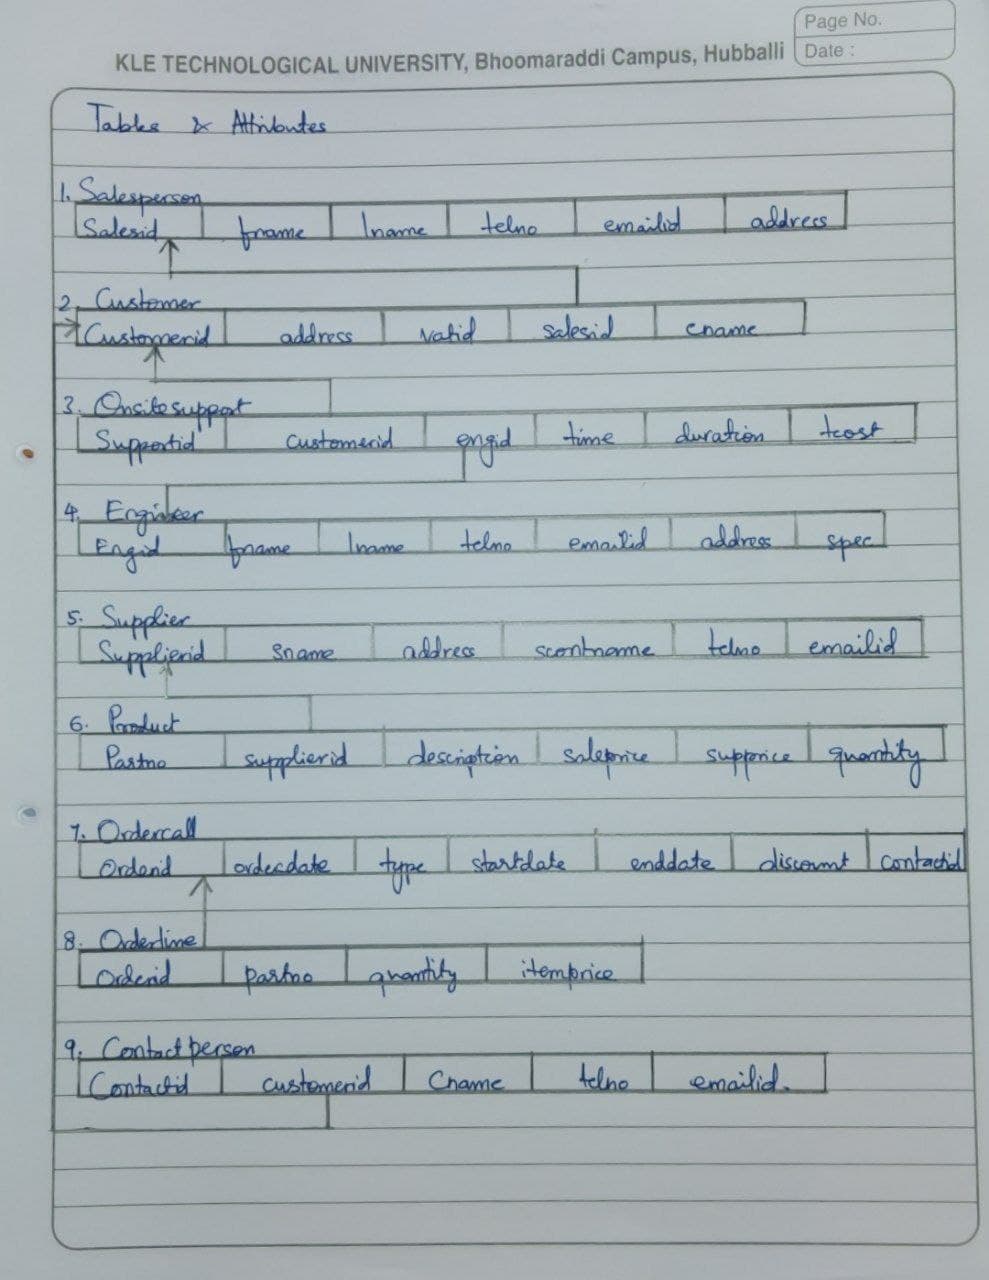 Page No.
Date :
KLE TECHNOLOGICAL UNIVERSITY, Bhoomaraddi Campus, Hubballi
Tables & Attributes
1. Salesperson
Salesid fname lname telno emailid address
2. Customer
Customerid address vatid salesid cname
3. Onsite support
Supportid customerid engid time duration tcost
4. Engineer
Engid fname lname telno emailid address spec
5. Supplier
Supplierid sname address scontname telno emailid
6. Product
Partno supplierid description saleprice supprice quantity
7. Ordercall
Orderid orderdate type startdate enddate discount contactid
8. Orderline
Orderid partno quantity itemprice
9. Contact person
Contactid customerid Cname telno emailid.